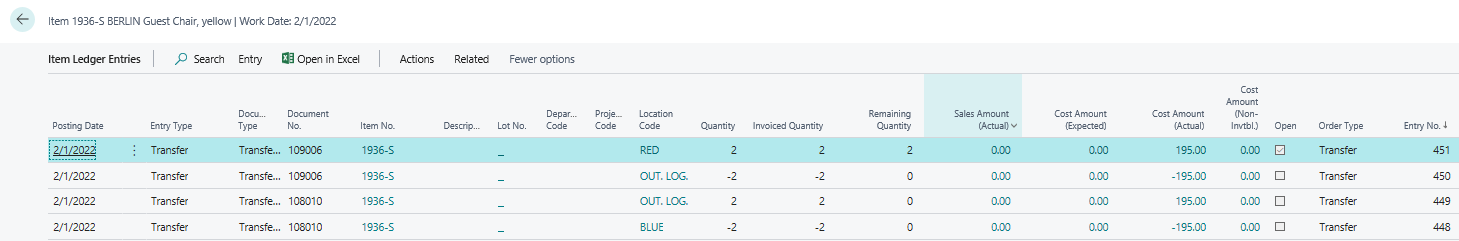 Item 1936-S BERLIN Guest Chair, yellow | Work Date: 2/1/2022
Item Ledger Entries Search Entry Open in Excel Actions Related Fewer options
Posting Date Entry Type Docu... Type Document No. Item No. Descrip... Lot No. Depar... Code Proje... Code Location Code Quantity Invoiced Quantity Remaining Quantity Sales Amount (Actual) Cost Amount (Expected) Cost Amount (Actual) Cost Amount (Non-Invtbl.) Open Order Type Entry No. ↓
2/1/2022 Transfer Transfe... 109006 1936-S _ RED 2 2 2 0.00 0.00 195.00 0.00 Transfer 451
2/1/2022 Transfer Transfe... 109006 1936-S _ OUT. LOG. -2 -2 0 0.00 0.00 -195.00 0.00 Transfer 450
2/1/2022 Transfer Transfe... 108010 1936-S _ OUT. LOG. 2 2 0 0.00 0.00 195.00 0.00 Transfer 449
2/1/2022 Transfer Transfe... 108010 1936-S _ BLUE -2 -2 0 0.00 0.00 -195.00 0.00 Transfer 448